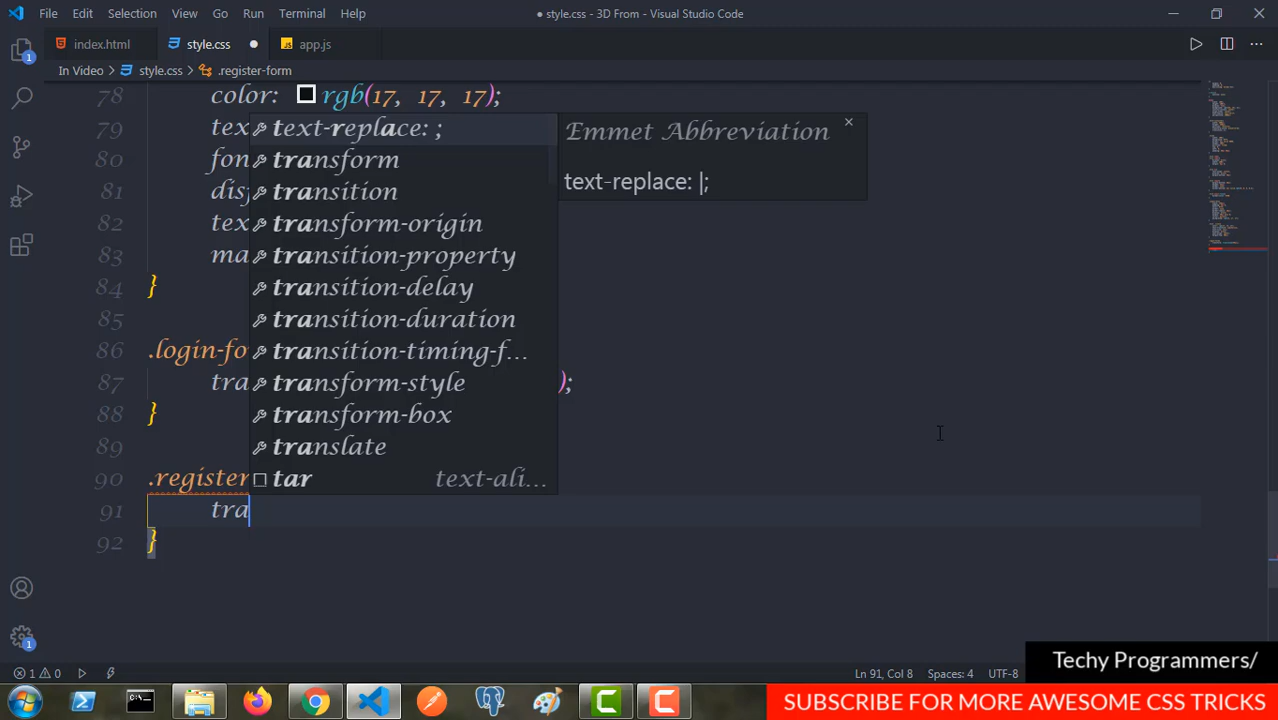 File Edit Selection View Go Run Terminal Help ● style.css - 3D From - Visual Studio Code
index.html style.css ● app.js
In Video > style.css > .register-form
78 color: rgb(17, 17, 17);
79 tex
80 fon
81 disp
82 tex
83 ma
84 }
85
86 .login-fo
87 tra );
88 }
89
90 .register
91 tra
92 }
text-replace: ;
transform
transition
transform-origin
transition-property
transition-delay
transition-duration
transition-timing-f...
transform-style
transform-box
translate
tar text-ali...
Emmet Abbreviation ×
text-replace: |;
1
1
1 0 Ln 91, Col 8 Spaces: 4 UTF-8
Techy Programmers/
SUBSCRIBE FOR MORE AWESOME CSS TRICKS